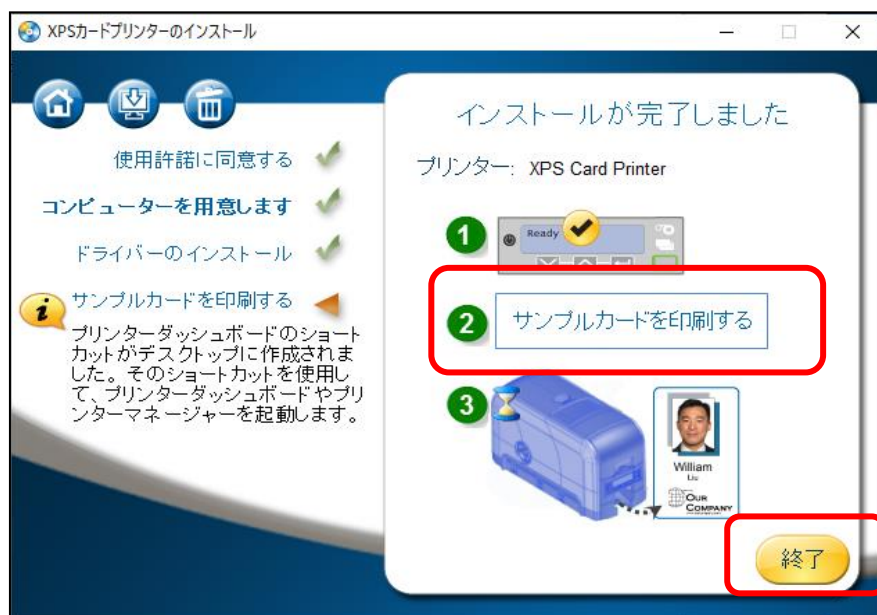 XPSカードプリンターのインストール
使用許諾に同意する
コンピューターを用意します
ドライバーのインストール
サンプルカードを印刷する
プリンターダッシュボードのショート
カットがデスクトップに作成されま
した。そのショートカットを使用し
て、プリンターダッシュボードやプリ
ンターマネージャーを起動します。
インストールが完了しました
プリンター: XPS Card Printer
1
Ready
2 サンプルカードを印刷する
3
William
Liu
OUR
COMPANY
終了